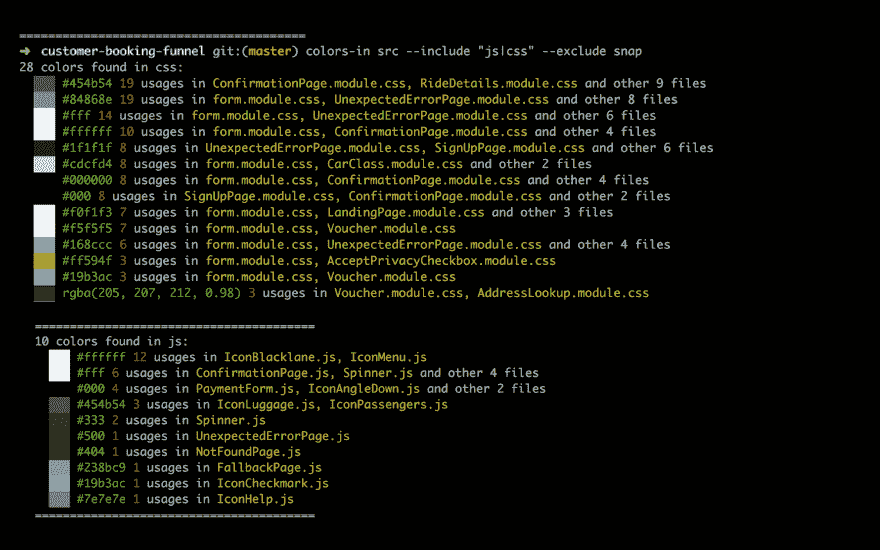 ======================================
➜ customer-booking-funnel git:(master) colors-in src --include "js|css" --exclude snap
28 colors found in css:
#454b54 19 usages in ConfirmationPage.module.css, RideDetails.module.css and other 9 files
#84868e 19 usages in form.module.css, UnexpectedErrorPage.module.css and other 8 files
#fff 14 usages in form.module.css, UnexpectedErrorPage.module.css and other 6 files
#ffffff 10 usages in form.module.css, ConfirmationPage.module.css and other 4 files
#1f1f1f 8 usages in UnexpectedErrorPage.module.css, SignUpPage.module.css and other 6 files
#cdcfd4 8 usages in form.module.css, CarClass.module.css and other 2 files
#000000 8 usages in form.module.css, ConfirmationPage.module.css and other 4 files
#000 8 usages in SignUpPage.module.css, ConfirmationPage.module.css and other 2 files
#f0f1f3 7 usages in form.module.css, LandingPage.module.css and other 3 files
#f5f5f5 7 usages in form.module.css, Voucher.module.css
#168ccc 6 usages in form.module.css, UnexpectedErrorPage.module.css and other 4 files
#ff594f 3 usages in form.module.css, AcceptPrivacyCheckbox.module.css
#19b3ac 3 usages in form.module.css, Voucher.module.css
rgba(205, 207, 212, 0.98) 3 usages in Voucher.module.css, AddressLookup.module.css
======================================
10 colors found in js:
#ffffff 12 usages in IconBlacklane.js, IconMenu.js
#fff 6 usages in ConfirmationPage.js, Spinner.js and other 4 files
#000 4 usages in PaymentForm.js, IconAngleDown.js and other 2 files
#454b54 3 usages in IconLuggage.js, IconPassengers.js
#333 2 usages in Spinner.js
#500 1 usages in UnexpectedErrorPage.js
#404 1 usages in NotFoundPage.js
#238bc9 1 usages in FallbackPage.js
#19b3ac 1 usages in IconCheckmark.js
#7e7e7e 1 usages in IconHelp.js
======================================